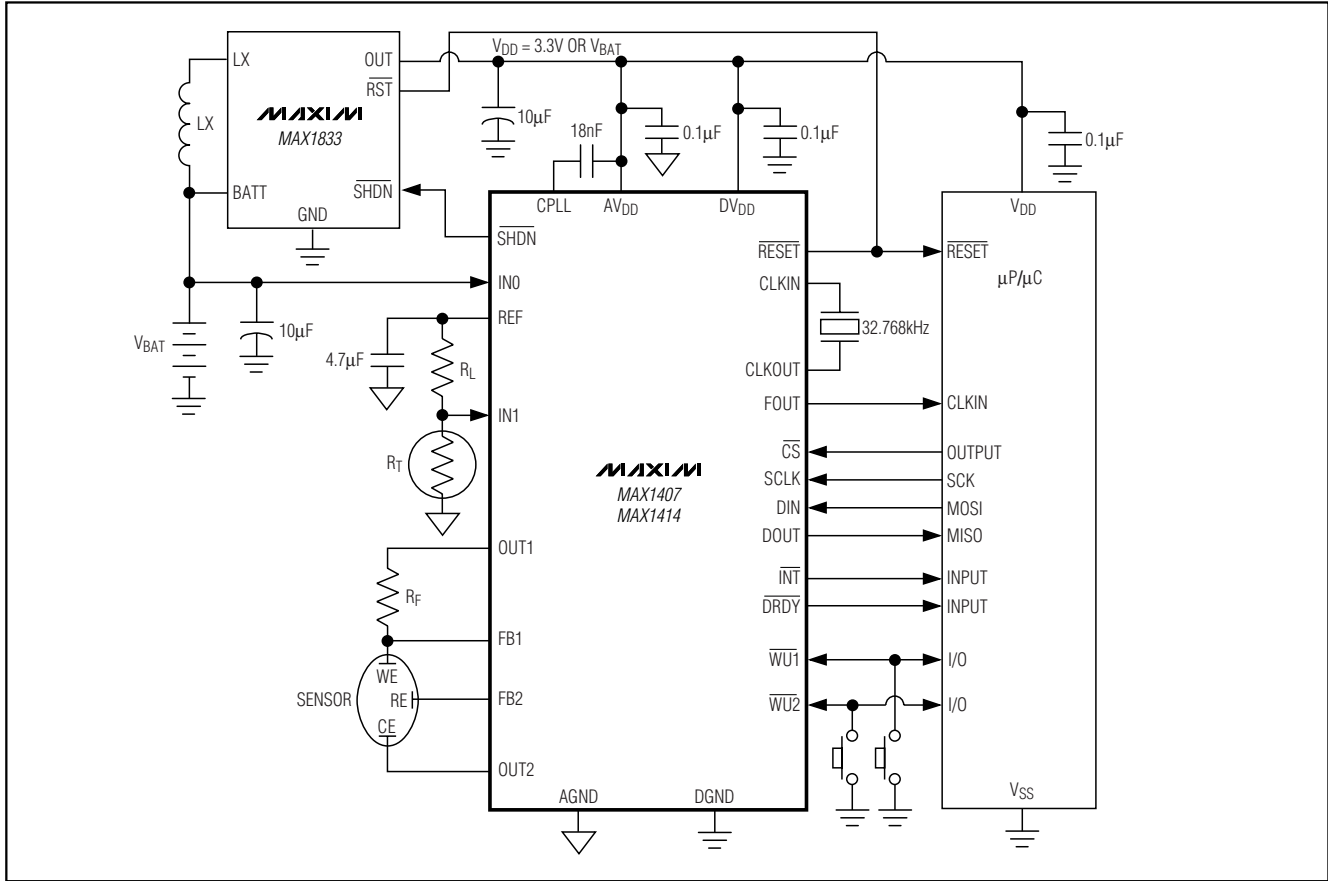 V_DD = 3.3V OR V_BAT
LX
OUT
RST
MAXIM
MAX1833
LX
BATT
SHDN
GND
10µF
18nF
0.1µF
0.1µF
0.1µF
CPLL
AV_DD
DV_DD
V_DD
SHDN
RESET
RESET
µP/µC
IN0
CLKIN
10µF
V_BAT
REF
32.768kHz
4.7µF
R_L
CLKOUT
IN1
FOUT
CLKIN
R_T
CS
OUTPUT
MAXIM
MAX1407
MAX1414
SCLK
SCK
DIN
MOSI
DOUT
MISO
OUT1
INT
INPUT
R_F
DRDY
INPUT
FB1
WE
WU1
I/O
SENSOR
RE
FB2
WU2
I/O
CE
OUT2
AGND
DGND
V_SS